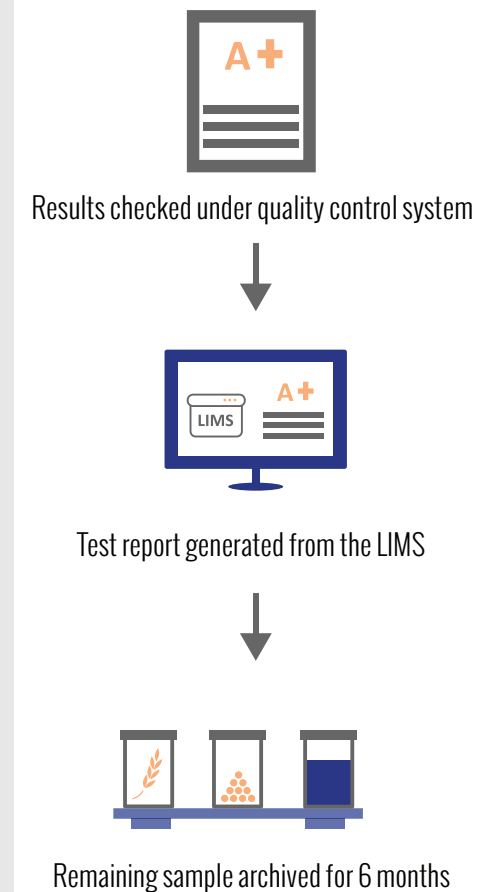 A+
Results checked under quality control system
LIMS
A+
Test report generated from the LIMS
Remaining sample archived for 6 months